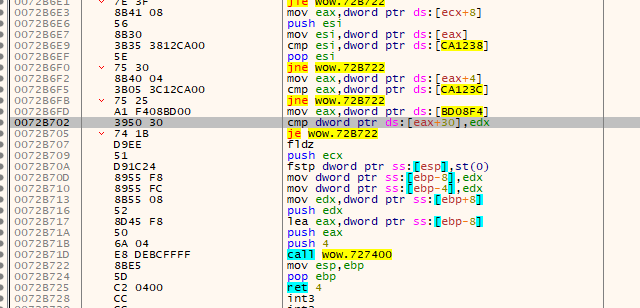 0072B6E1 7E 3F jle wow.72B722
0072B6E3 8B41 08 mov eax,dword ptr ds:[ecx+8]
0072B6E6 56 push esi
0072B6E7 8B30 mov esi,dword ptr ds:[eax]
0072B6E9 3B35 3812CA00 cmp esi,dword ptr ds:[CA1238]
0072B6EF 5E pop esi
0072B6F0 75 30 jne wow.72B722
0072B6F2 8B40 04 mov eax,dword ptr ds:[eax+4]
0072B6F5 3B05 3C12CA00 cmp eax,dword ptr ds:[CA123C]
0072B6FB 75 25 jne wow.72B722
0072B6FD A1 F408BD00 mov eax,dword ptr ds:[BD08F4]
0072B702 3950 30 cmp dword ptr ds:[eax+30],edx
0072B705 74 1B je wow.72B722
0072B707 D9EE fldz
0072B709 51 push ecx
0072B70A D91C24 fstp dword ptr ss:[esp],st(0)
0072B70D 8955 F8 mov dword ptr ss:[ebp-8],edx
0072B710 8955 FC mov dword ptr ss:[ebp-4],edx
0072B713 8B55 08 mov edx,dword ptr ss:[ebp+8]
0072B716 52 push edx
0072B717 8D45 F8 lea eax,dword ptr ss:[ebp-8]
0072B71A 50 push eax
0072B71B 6A 04 push 4
0072B71D E8 DEBCFFFF call wow.727400
0072B722 8BE5 mov esp,ebp
0072B724 5D pop ebp
0072B725 C2 0400 ret 4
0072B728 CC int3
0072B729 CC int3